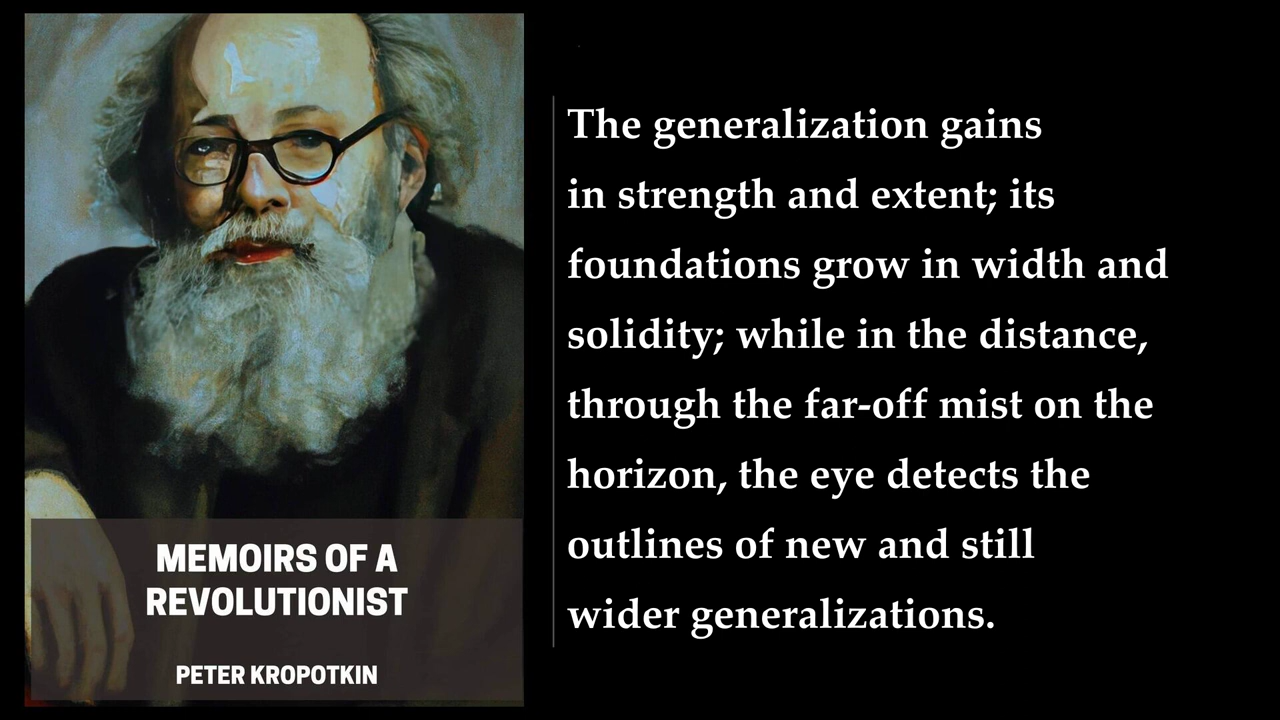 MEMOIRS OF A
REVOLUTIONIST
PETER KROPOTKIN
The generalization gains
in strength and extent; its
foundations grow in width and
solidity; while in the distance,
through the far-off mist on the
horizon, the eye detects the
outlines of new and still
wider generalizations.